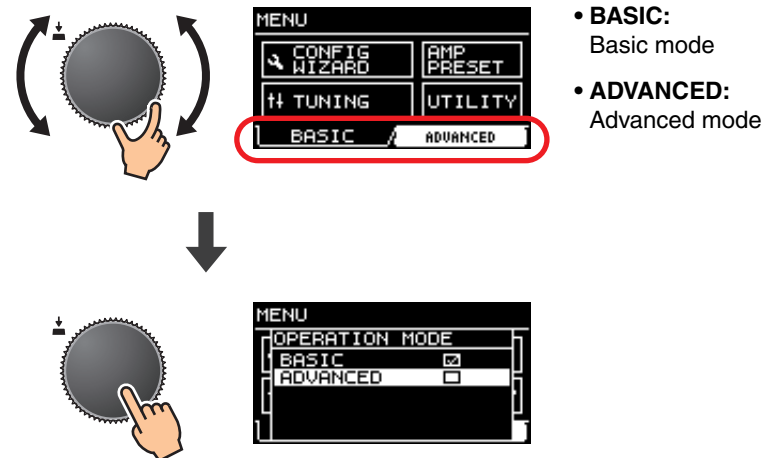 MENU
CONFIG WIZARD
AMP PRESET
TUNING
UTILITY
BASIC
ADVANCED
• BASIC:
Basic mode
• ADVANCED:
Advanced mode
MENU
OPERATION MODE
BASIC
ADVANCED